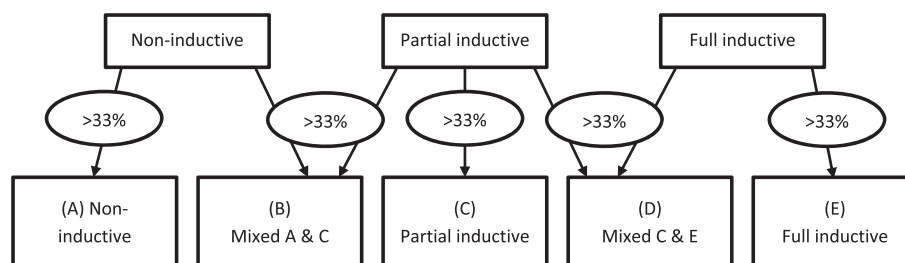 Non-inductive
Partial inductive
Full inductive
>33%
>33%
>33%
>33%
>33%
(A) Non-
inductive
(B)
Mixed A & C
(C)
Partial inductive
(D)
Mixed C & E
(E)
Full inductive